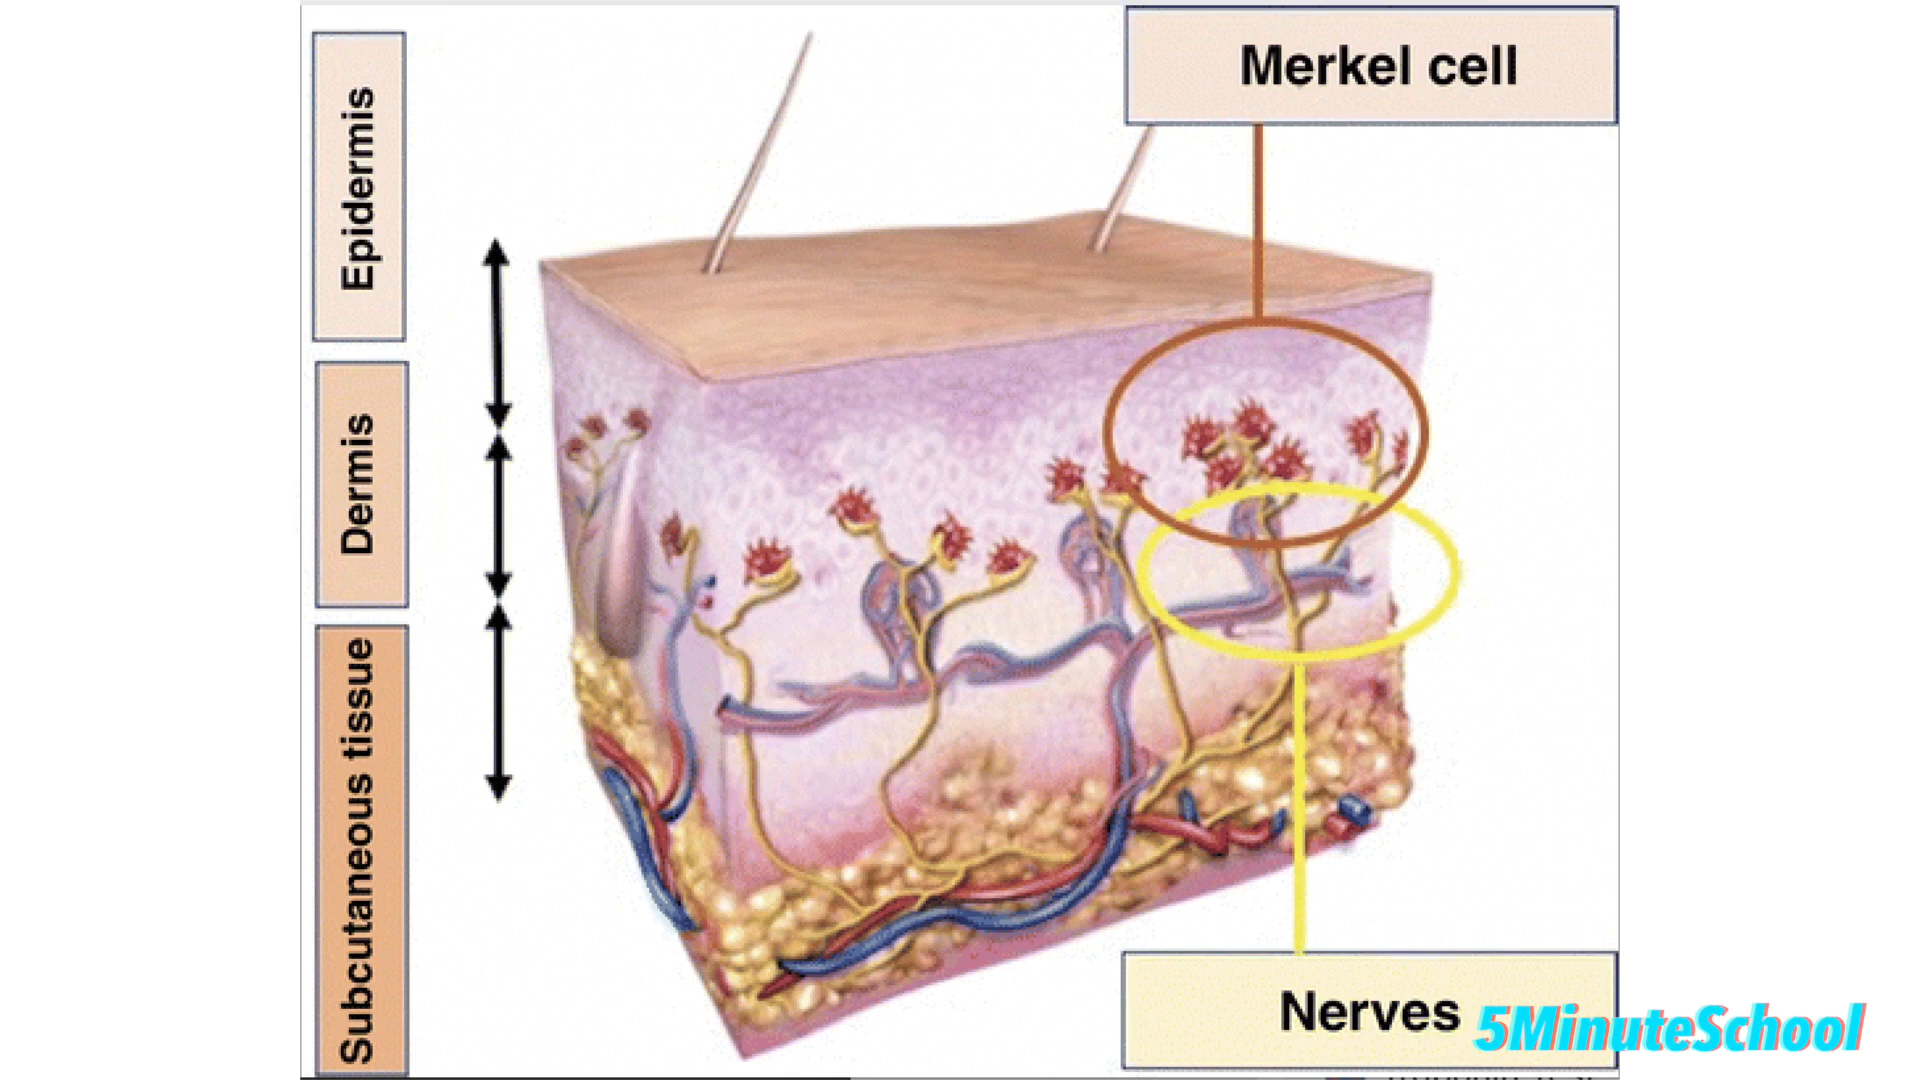 Merkel cell
Epidermis
Dermis
Subcutaneous tissue
Nerves
5MinuteSchool